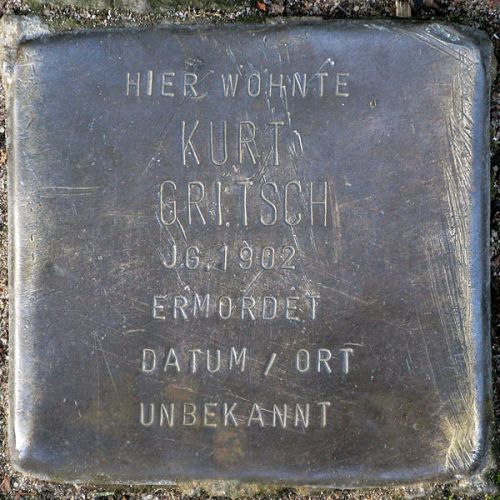 HIER WOHNTE
KURT
GRITSCH
JG. 1902
ERMORDET
DATUM / ORT
UNBEKANNT